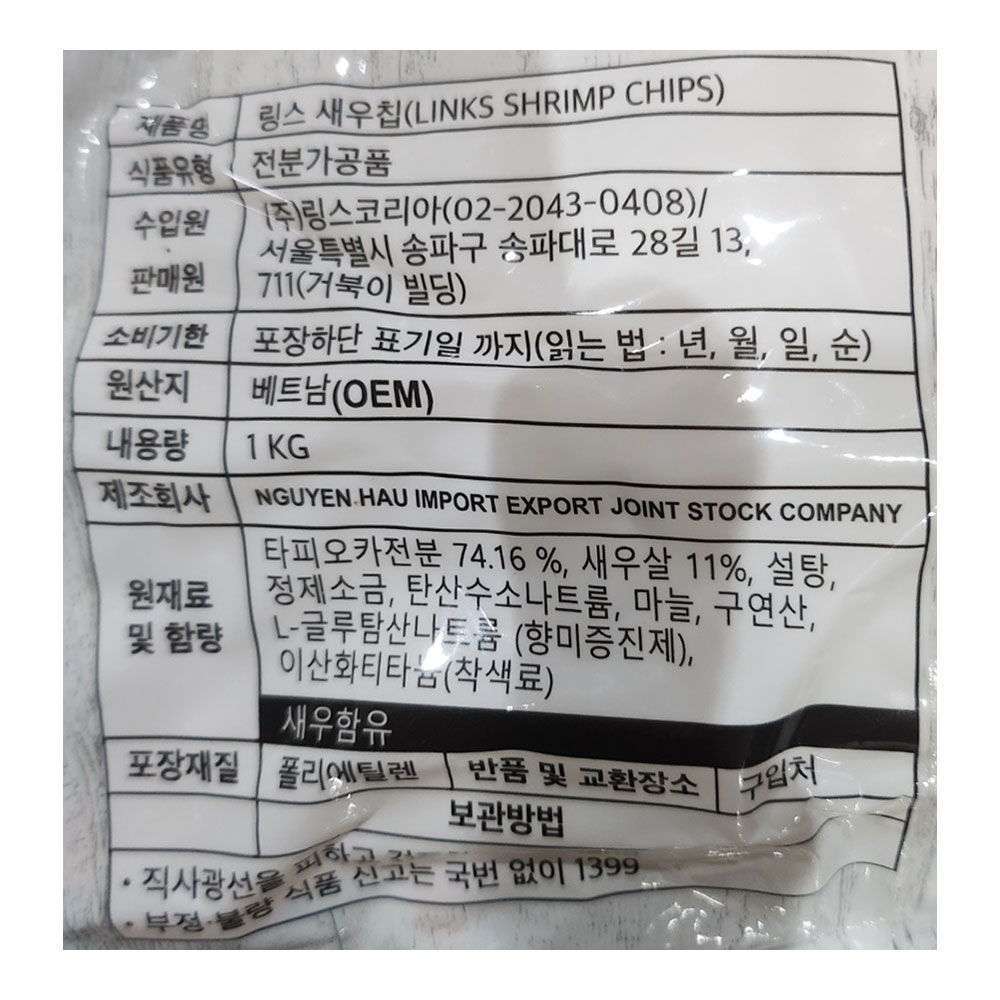 제품명 링스 새우칩(LINKS SHRIMP CHIPS)
식품유형 전분가공품
수입원 · 판매원 (주)링스코리아(02-2043-0408)/
서울특별시 송파구 송파대로 28길 13,
711(거북이 빌딩)
소비기한 포장하단 표기일 까지(읽는 법 : 년, 월, 일, 순)
원산지 베트남(OEM)
내용량 1 KG
제조회사 NGUYEN HAU IMPORT EXPORT JOINT STOCK COMPANY
원재료 및 함량 타피오카전분 74.16 %, 새우살 11%, 설탕,
정제소금, 탄산수소나트륨, 마늘, 구연산,
L-글루탐산나트륨 (향미증진제),
이산화티타늄(착색료)
새우함유
포장재질 폴리에틸렌 반품 및 교환장소 구입처
보관방법
· 직사광선을 피하고
· 부정·불량 식품 신고는 국번 없이 1399